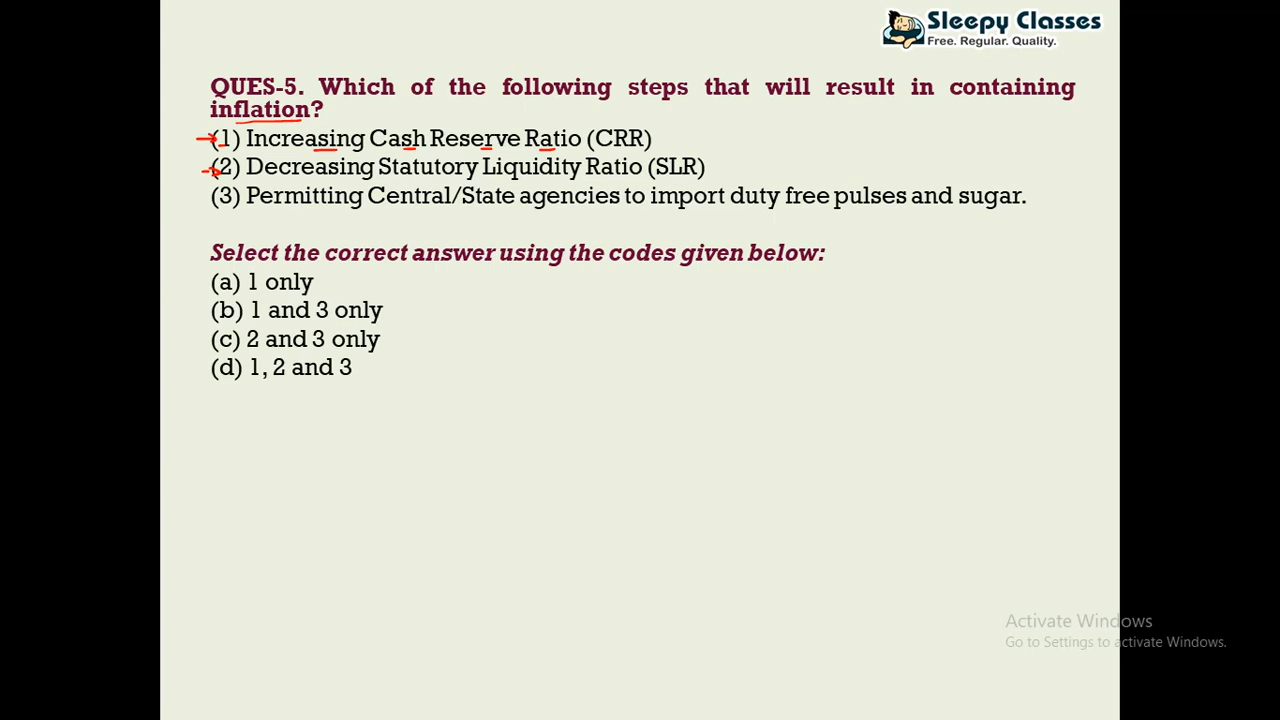 Sleepy Classes
Free. Regular. Quality.
QUES-5. Which of the following steps that will result in containing
inflation?
(1) Increasing Cash Reserve Ratio (CRR)
(2) Decreasing Statutory Liquidity Ratio (SLR)
(3) Permitting Central/State agencies to import duty free pulses and sugar.
Select the correct answer using the codes given below:
(a) 1 only
(b) 1 and 3 only
(c) 2 and 3 only
(d) 1, 2 and 3
Activate Windows
Go to Settings to activate Windows.